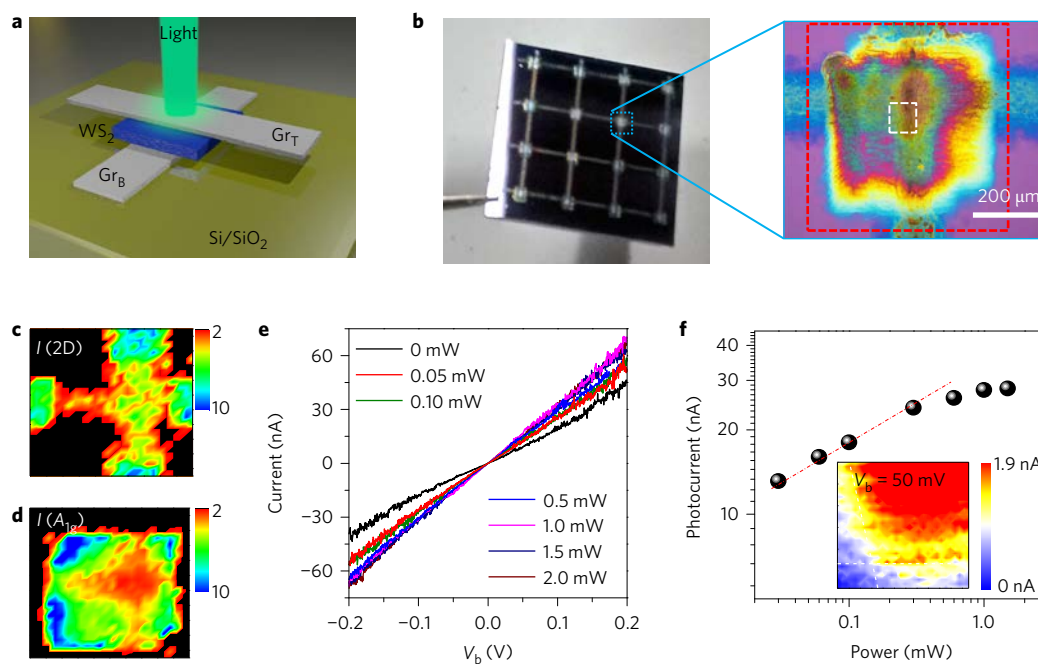 a
Light
WS2
GrT
GrB
Si/SiO2
b
200 μm
c
I (2D)
2
10
d
I (A1g)
2
10
e
Current (nA)
60
30
0
−30
−60
0 mW
0.05 mW
0.10 mW
0.5 mW
1.0 mW
1.5 mW
2.0 mW
−0.2
−0.1
0.0
0.1
0.2
Vb (V)
f
Photocurrent (nA)
40
30
20
10
Vb = 50 mV
1.9 nA
0 nA
0.1
1.0
Power (mW)